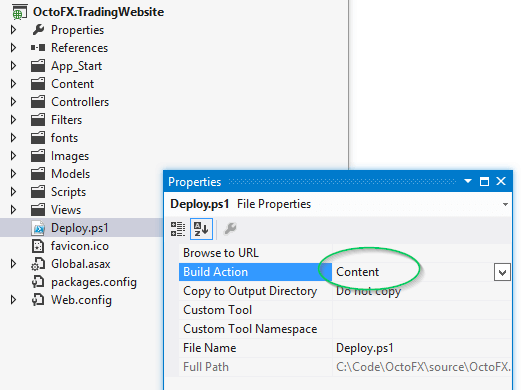 OctoFX.TradingWebsite
Properties
References
App_Start
Content
Controllers
Filters
fonts
Images
Models
Scripts
Views
Deploy.ps1
favicon.ico
Global.asax
packages.config
Web.config
Properties
Deploy.ps1 File Properties
Browse to URL
Build Action Content
Copy to Output Directory Do not copy
Custom Tool
Custom Tool Namespace
File Name Deploy.ps1
Full Path C:\Code\OctoFX\source\OctoFX.